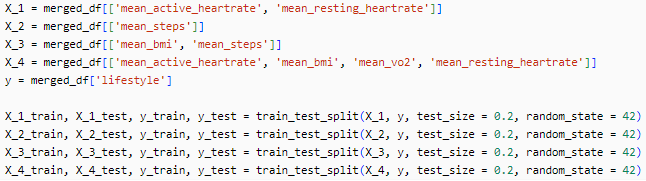 X_1 = merged_df[['mean_active_heartrate', 'mean_resting_heartrate']]
X_2 = merged_df[['mean_steps']]
X_3 = merged_df[['mean_bmi', 'mean_steps']]
X_4 = merged_df[['mean_active_heartrate', 'mean_bmi', 'mean_vo2', 'mean_resting_heartrate']]
y = merged_df['lifestyle']
X_1_train, X_1_test, y_train, y_test = train_test_split(X_1, y, test_size = 0.2, random_state = 42)
X_2_train, X_2_test, y_train, y_test = train_test_split(X_2, y, test_size = 0.2, random_state = 42)
X_3_train, X_3_test, y_train, y_test = train_test_split(X_3, y, test_size = 0.2, random_state = 42)
X_4_train, X_4_test, y_train, y_test = train_test_split(X_4, y, test_size = 0.2, random_state = 42)